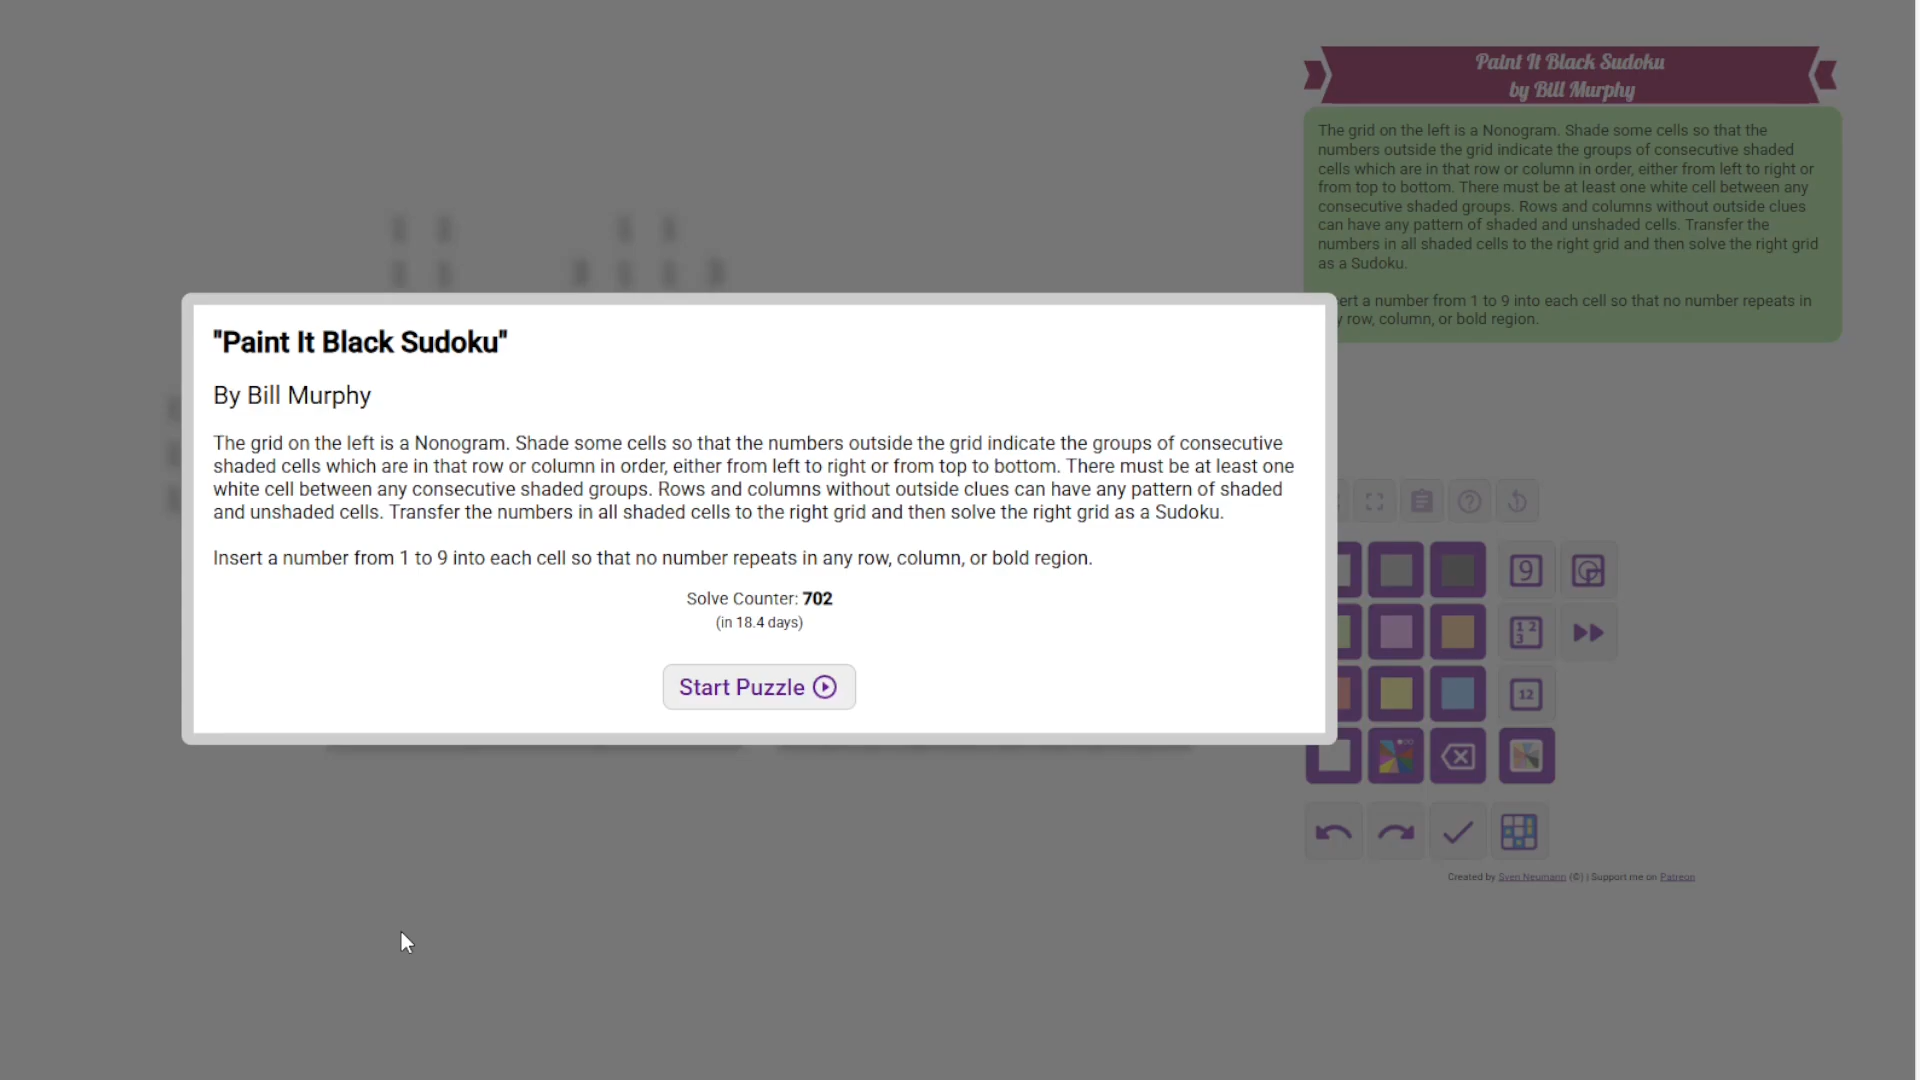 Paint It Black Sudoku
by Bill Murphy
The grid on the left is a Nonogram. Shade some cells so that the
numbers outside the grid indicate the groups of consecutive shaded
cells which are in that row or column in order, either from left to right or
from top to bottom. There must be at least one white cell between any
consecutive shaded groups. Rows and columns without outside clues
can have any pattern of shaded and unshaded cells. Transfer the
numbers in all shaded cells to the right grid and then solve the right grid
as a Sudoku.
ert a number from 1 to 9 into each cell so that no number repeats in
y row, column, or bold region.
"Paint It Black Sudoku"
By Bill Murphy
The grid on the left is a Nonogram. Shade some cells so that the numbers outside the grid indicate the groups of consecutive
shaded cells which are in that row or column in order, either from left to right or from top to bottom. There must be at least one
white cell between any consecutive shaded groups. Rows and columns without outside clues can have any pattern of shaded
and unshaded cells. Transfer the numbers in all shaded cells to the right grid and then solve the right grid as a Sudoku.
Insert a number from 1 to 9 into each cell so that no number repeats in any row, column, or bold region.
Solve Counter: 702
(in 18.4 days)
Start Puzzle
9
1 2
3
12
Created by Sven Neumann (©) | Support me on Patreon